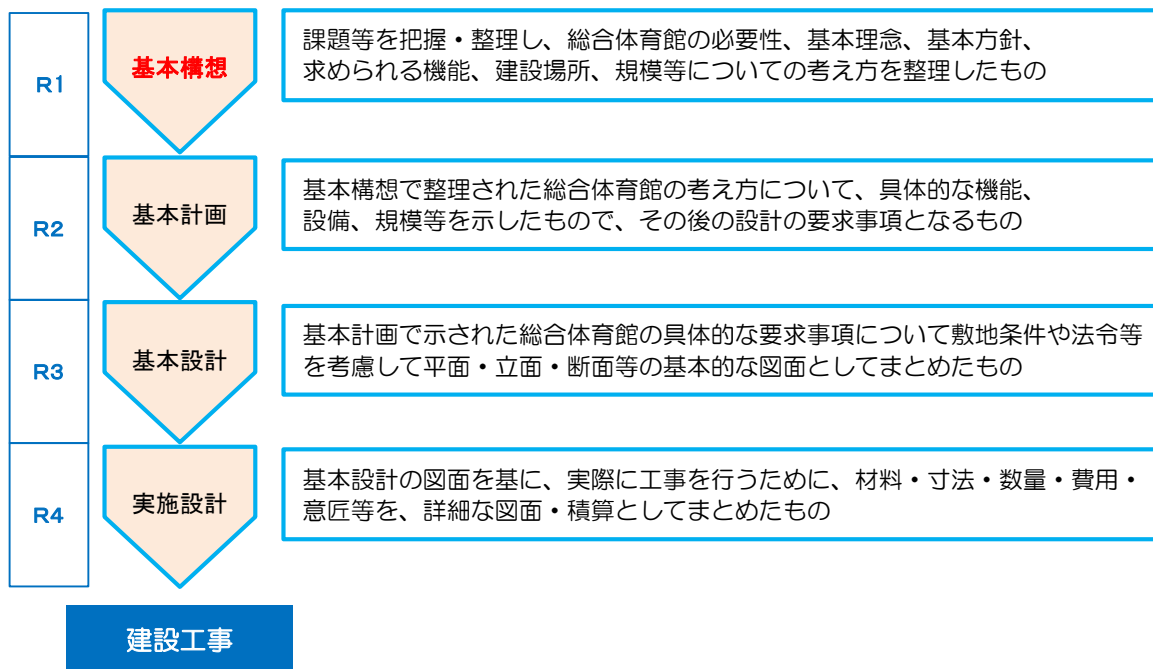 R1
基本構想
課題等を把握・整理し、総合体育館の必要性、基本理念、基本方針、
求められる機能、建設場所、規模等についての考え方を整理したもの
R2
基本計画
基本構想で整理された総合体育館の考え方について、具体的な機能、
設備、規模等を示したもので、その後の設計の要求事項となるもの
R3
基本設計
基本計画で示された総合体育館の具体的な要求事項について敷地条件や法令等
を考慮して平面・立面・断面等の基本的な図面としてまとめたもの
R4
実施設計
基本設計の図面を基に、実際に工事を行うために、材料・寸法・数量・費用・
意匠等を、詳細な図面・積算としてまとめたもの
建設工事